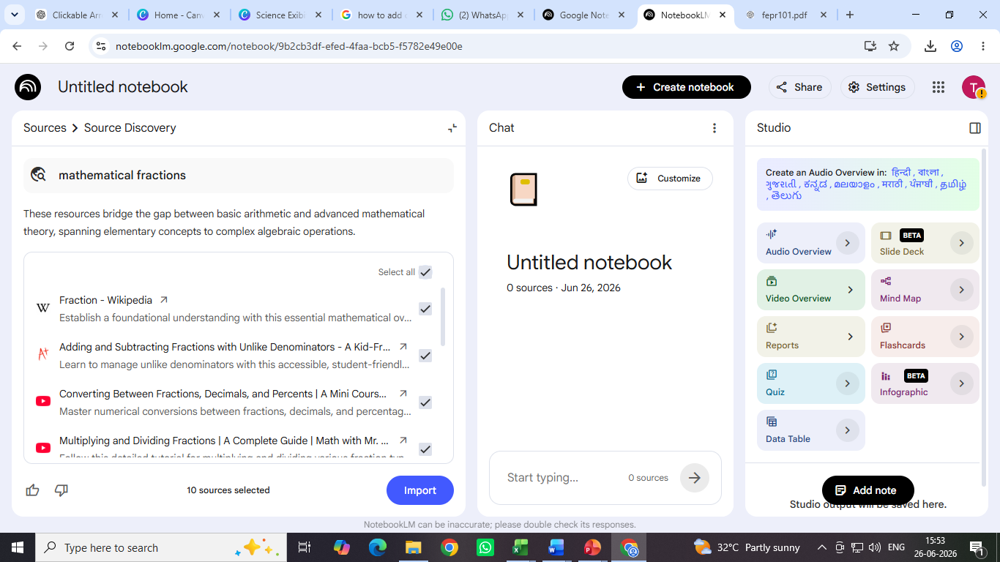 Clickable Arr
Home - Canv
Science Exibi
how to add c
(2) WhatsAp
Google Note
NotebookLM
fepr101.pdf
notebooklm.google.com/notebook/9b2cb3df-efed-4faa-bcb5-f5782e49e00e
Untitled notebook
Create notebook
Share
Settings
T
Sources > Source Discovery
mathematical fractions
These resources bridge the gap between basic arithmetic and advanced mathematical
theory, spanning elementary concepts to complex algebraic operations.
Select all
W
Fraction - Wikipedia
Establish a foundational understanding with this essential mathematical ov...
A+
Adding and Subtracting Fractions with Unlike Denominators - A Kid-Fr...
Learn to manage unlike denominators with this accessible, student-friendl...
Converting Between Fractions, Decimals, and Percents | A Mini Cours...
Master numerical conversions between fractions, decimals, and percentag...
Multiplying and Dividing Fractions | A Complete Guide | Math with Mr. ...
Follow this detailed tutorial for multiplying and dividing various fraction typ...
10 sources selected
Import
Chat
Customize
Untitled notebook
0 sources · Jun 26, 2026
Start typing...
0 sources
Studio
Create an Audio Overview in: हिन्दी , বাংলা ,
ગુજરાતી , ಕನ್ನಡ , മലയാളം , मराठी , ਪੰਜਾਬੀ , தமிழ்
, తెలుగు
Audio Overview
BETA
Slide Deck
Video Overview
Mind Map
Reports
Flashcards
Quiz
BETA
Infographic
Data Table
Add note
Studio output will be saved here.
NotebookLM can be inaccurate; please double check its responses.
Type here to search
32°C Partly sunny
ENG
15:53
26-06-2026
1